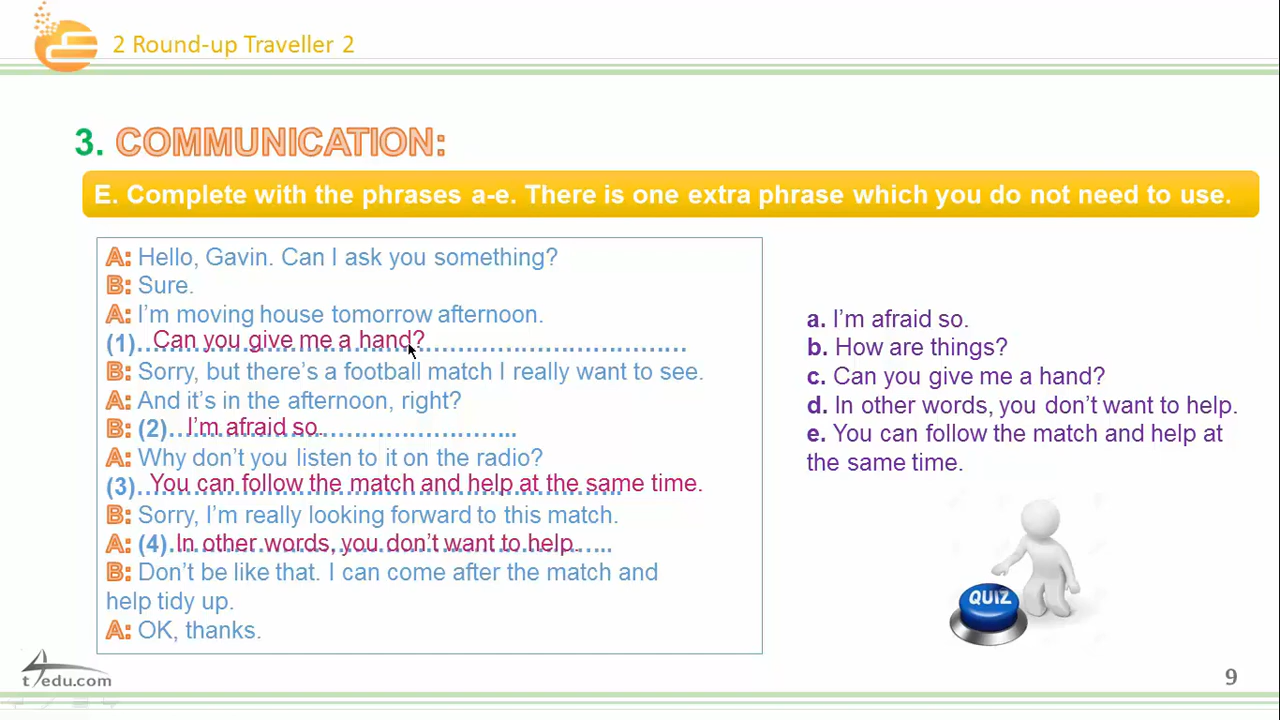 2 Round-up Traveller 2
3. COMMUNICATION:
E. Complete with the phrases a-e. There is one extra phrase which you do not need to use.
A: Hello, Gavin. Can I ask you something?
B: Sure.
A: I'm moving house tomorrow afternoon.
(1)...Can you give me a hand?.......................................
B: Sorry, but there's a football match I really want to see.
A: And it's in the afternoon, right?
B: (2)...I'm afraid so.............................
A: Why don't you listen to it on the radio?
(3)...You can follow the match and help at the same time.
B: Sorry, I'm really looking forward to this match.
A: (4)...In other words, you don't want to help......
B: Don't be like that. I can come after the match and
help tidy up.
A: OK, thanks.
a. I'm afraid so.
b. How are things?
c. Can you give me a hand?
d. In other words, you don't want to help.
e. You can follow the match and help at
the same time.
QUIZ
t4edu.com
9